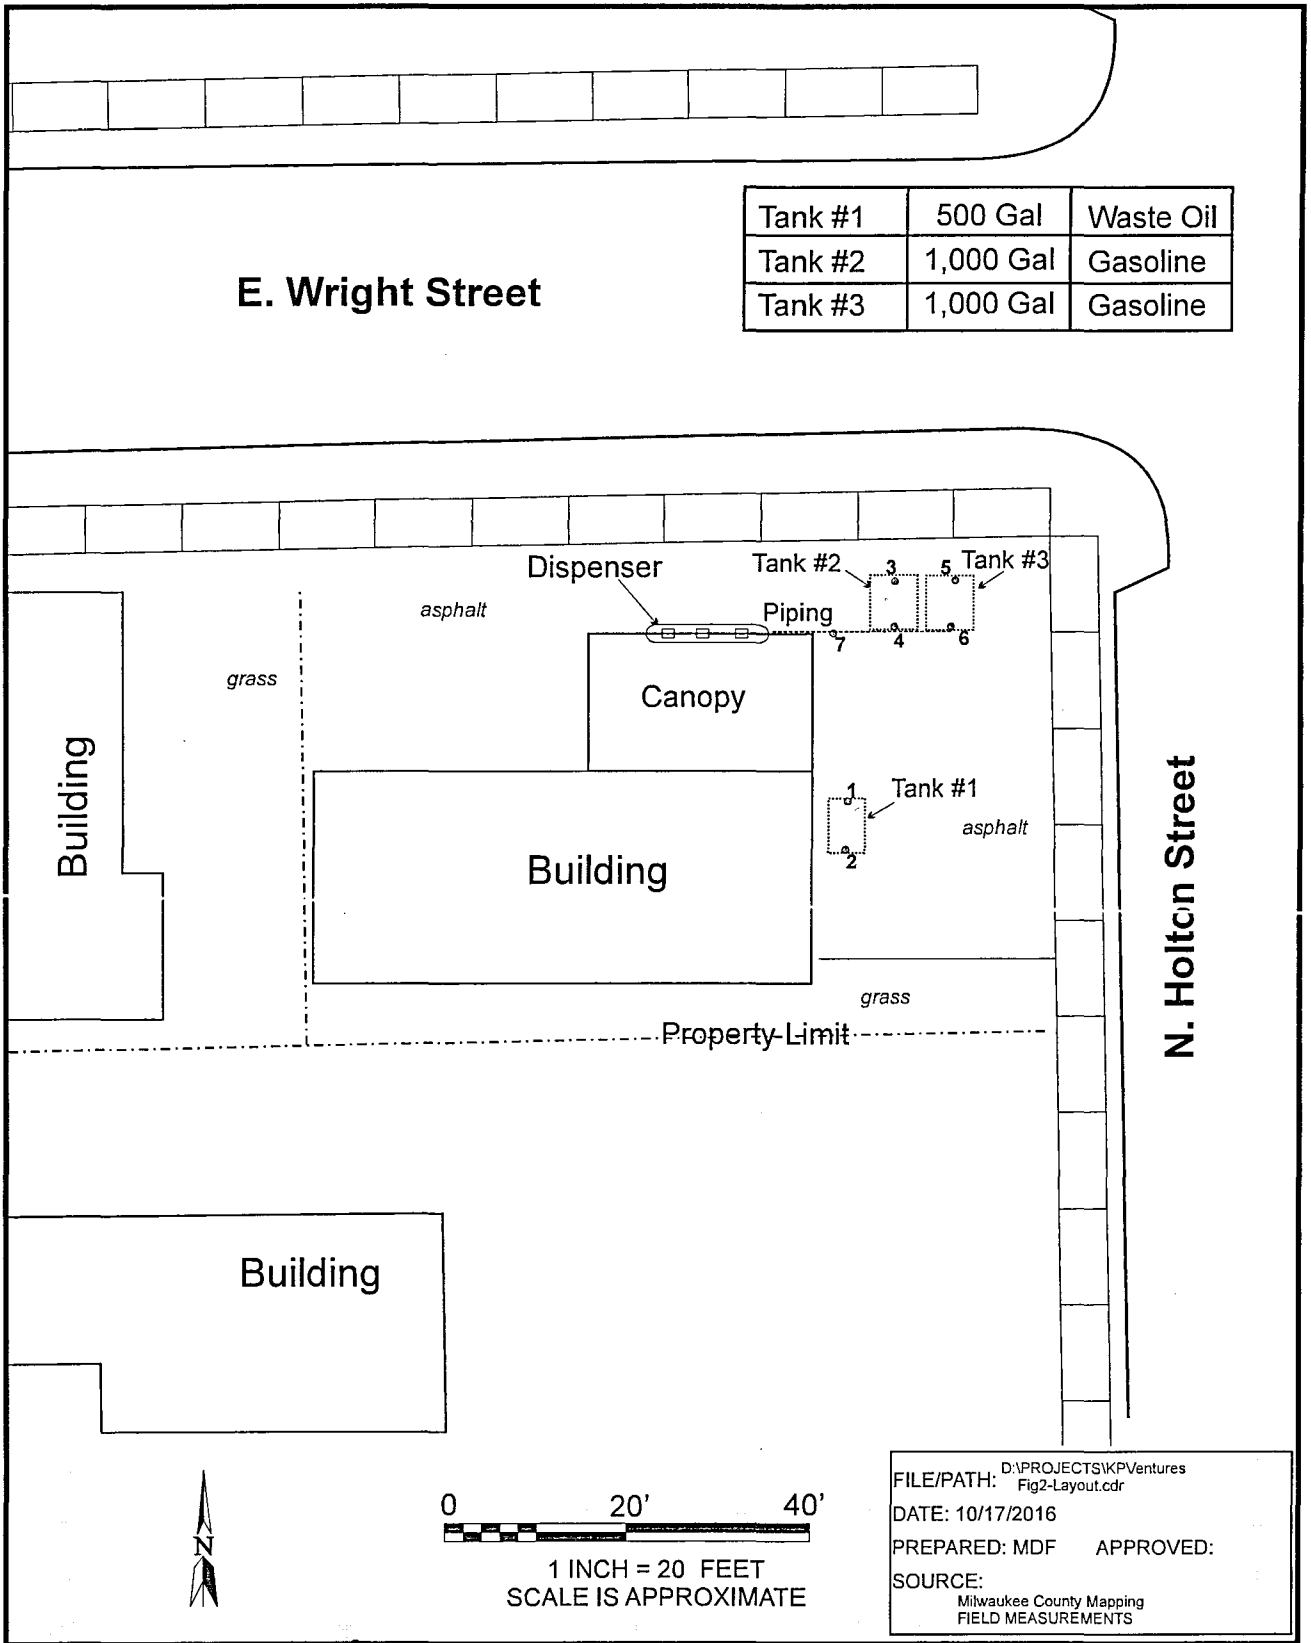 Tank #1 500 Gal Waste Oil
Tank #2 1,000 Gal Gasoline
Tank #3 1,000 Gal Gasoline
E. Wright Street
Dispenser
Tank #2
3
5
Tank #3
asphalt
Piping
7
4
6
grass
Canopy
Building
1
Tank #1
asphalt
2
Building
N. Holton Street
grass
Property Limit
Building
N
0 20' 40'
1 INCH = 20 FEET
SCALE IS APPROXIMATE
FILE/PATH: D:\PROJECTS\KPVentures
Fig2-Layout.cdr
DATE: 10/17/2016
PREPARED: MDF APPROVED:
SOURCE:
Milwaukee County Mapping
FIELD MEASUREMENTS